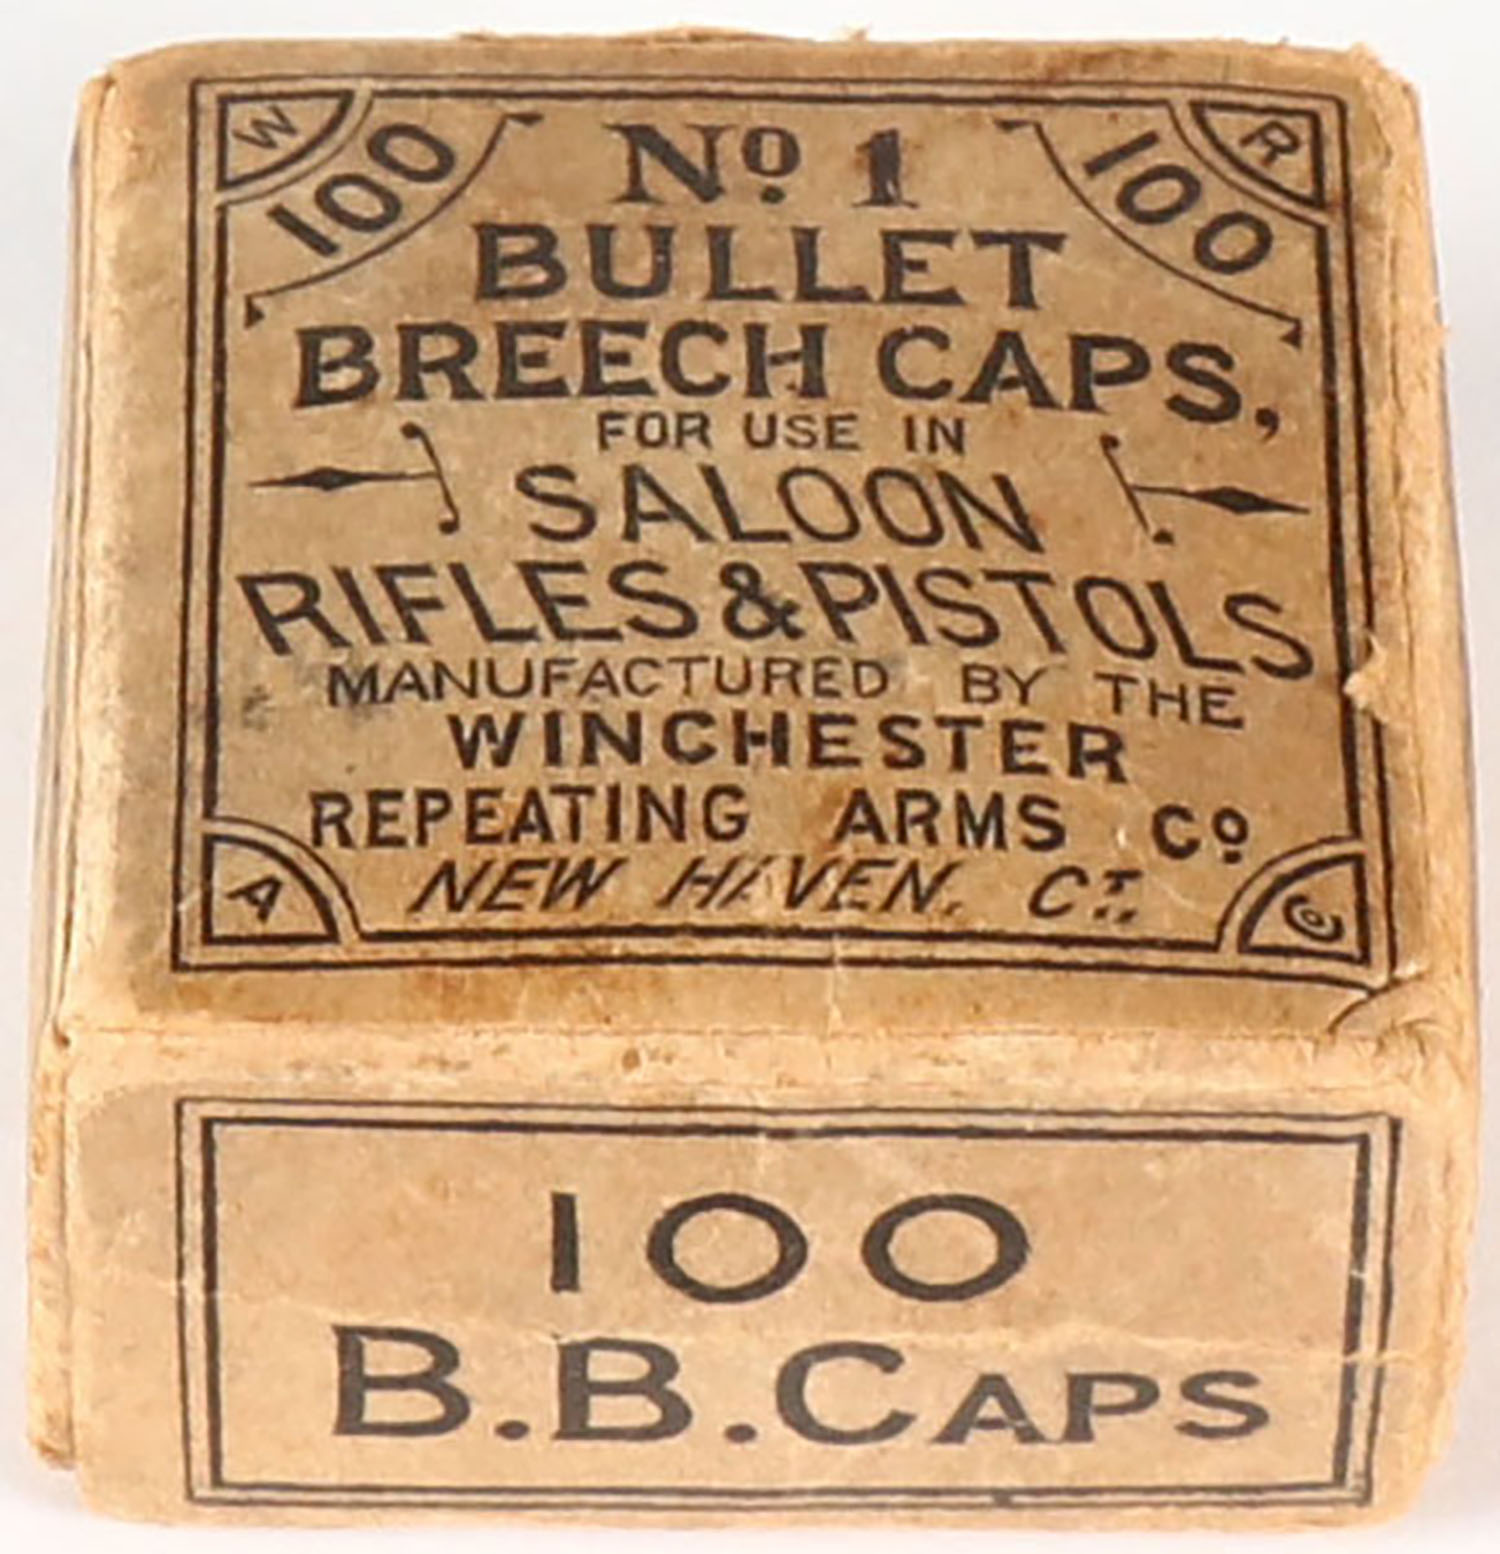 W R
100 100
Nº 1
BULLET
BREECH CAPS,
FOR USE IN
SALOON
RIFLES & PISTOLS
MANUFACTURED BY THE
WINCHESTER
REPEATING ARMS Cº
NEW HAVEN. CT.
A Co
100
B.B. CAPS